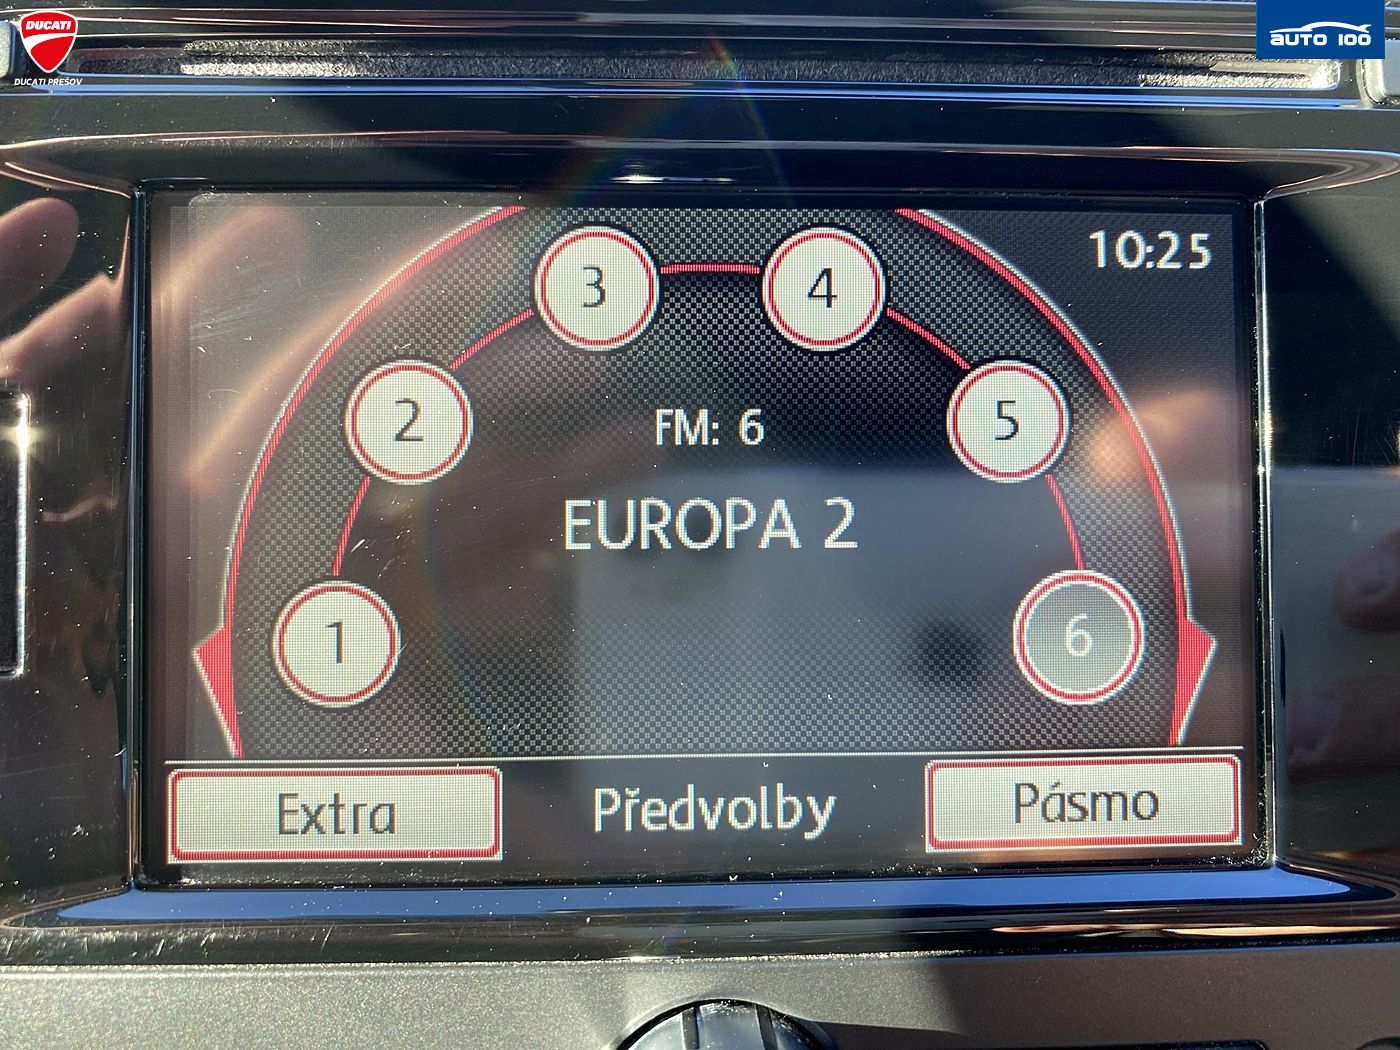 DUCATI
DUCATI PREŠOV
AUTO 100
10:25
3
4
2
5
FM: 6
EUROPA 2
1
6
Extra
Předvolby
Pásmo